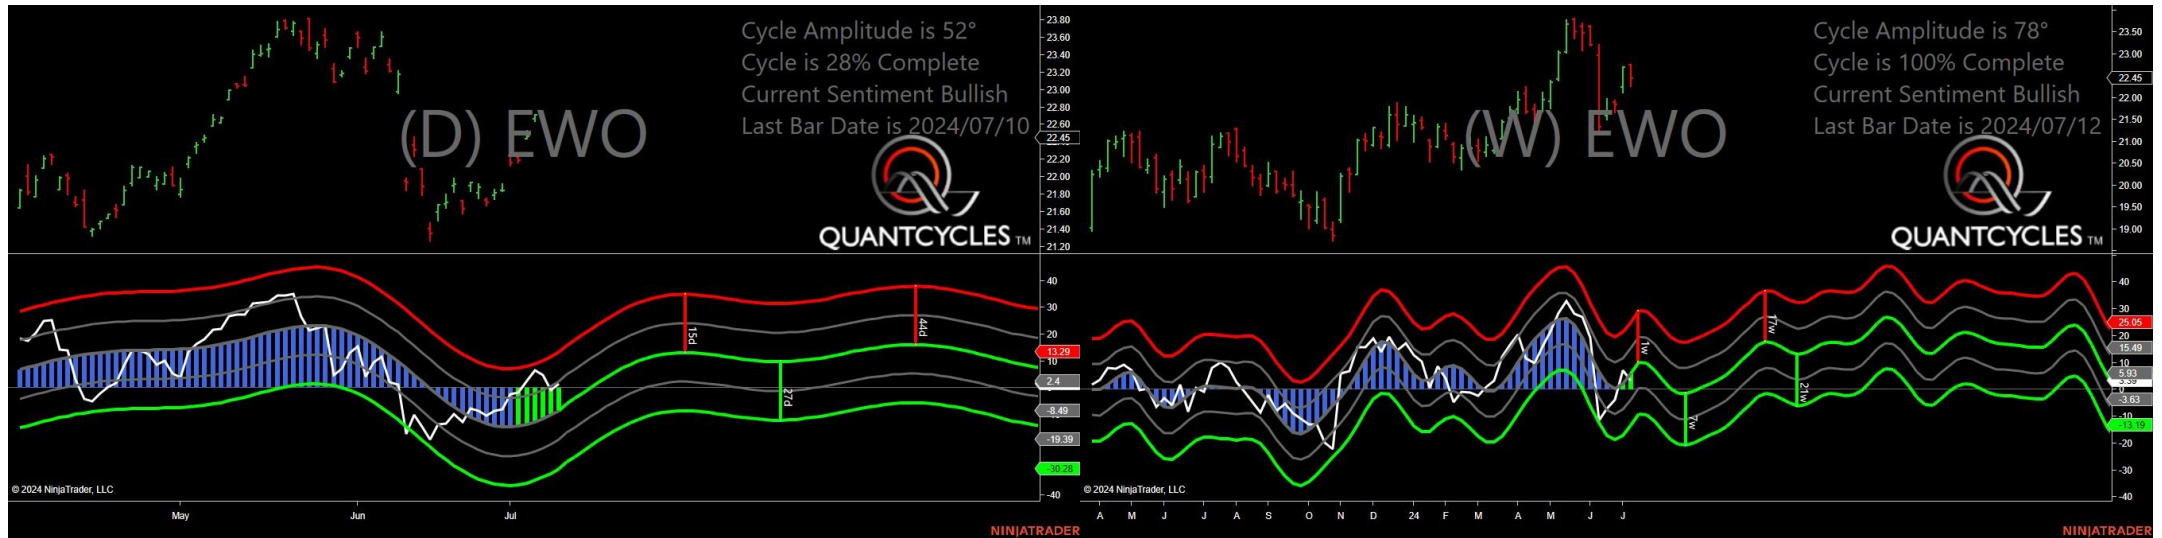 Cycle Amplitude is 52°
Cycle is 28% Complete
Current Sentiment Bullish
Last Bar Date is 2024/07/10
(D) EWO
QUANTCYCLES TM
23.80
23.60
23.40
23.20
23.00
22.80
22.60
22.45
22.20
22.00
21.80
21.60
21.40
21.20
40
30
20
13.29
10
2.4
-8.49
-19.39
-30.28
-40
15d
44d
27d
© 2024 NinjaTrader, LLC
May Jun Jul
NINJATRADER
Cycle Amplitude is 78°
Cycle is 100% Complete
Current Sentiment Bullish
Last Bar Date is 2024/07/12
(W) EWO
QUANTCYCLES TM
23.50
23.00
22.45
22.00
21.50
21.00
20.50
20.00
19.50
19.00
40
30
25.05
20
15.49
5.93
3.39
-3.63
-10
-13.19
-20
-30
-40
1w
17w
7w
21w
© 2024 NinjaTrader, LLC
A M J J A S O N D 24 F M A M J J
NINJATRADER